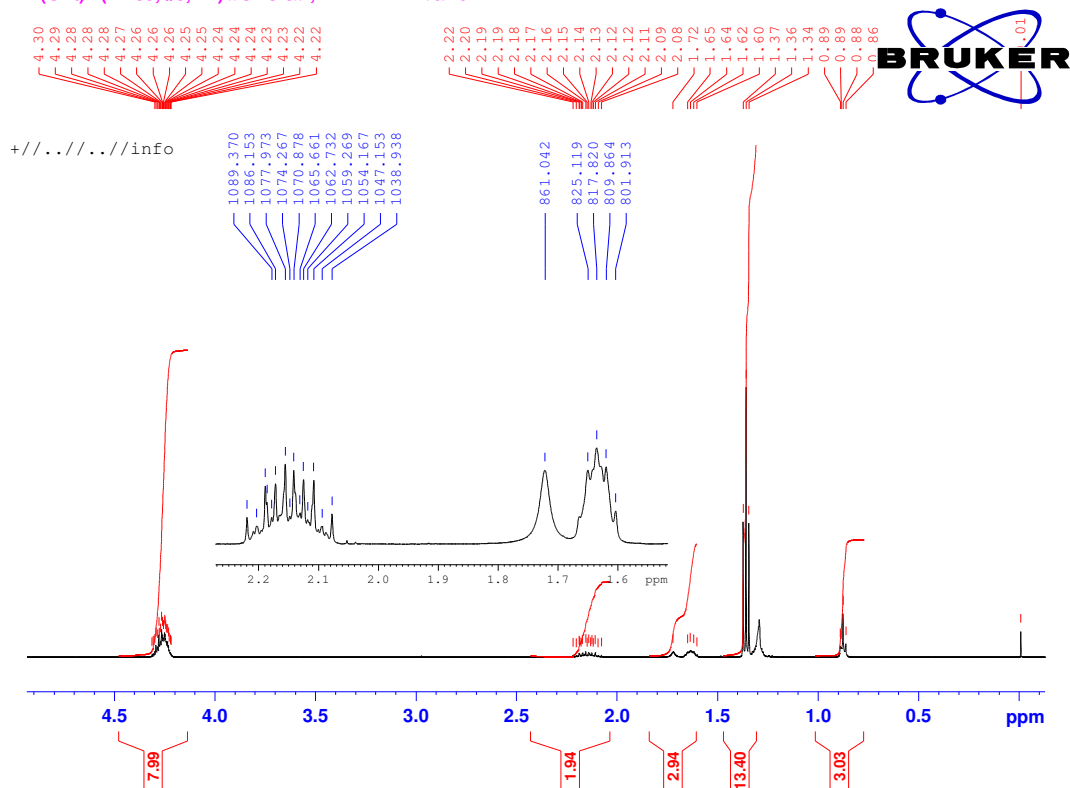 4.30 4.29 4.28 4.28 4.28 4.27 4.26 4.26 4.26 4.25 4.25 4.24 4.24 4.24 4.23 4.23 4.22 4.22
2.22 2.20 2.19 2.19 2.18 2.17 2.16 2.15 2.14 2.13 2.12 2.12 2.11 2.09 2.08 1.72 1.65 1.64 1.62 1.60 1.37 1.36 1.34 0.89 0.89 0.88 0.86
BRUKER
+//..//..//info
1089.370 1086.153 1077.973 1074.267 1070.878 1065.661 1062.732 1059.269 1054.167 1047.153 1038.938
861.042
825.119 817.820 809.864 801.913
2.2 2.1 2.0 1.9 1.8 1.7 1.6 ppm
4.5 4.0 3.5 3.0 2.5 2.0 1.5 1.0 0.5 ppm
7.99 1.94 2.94 13.40 3.03